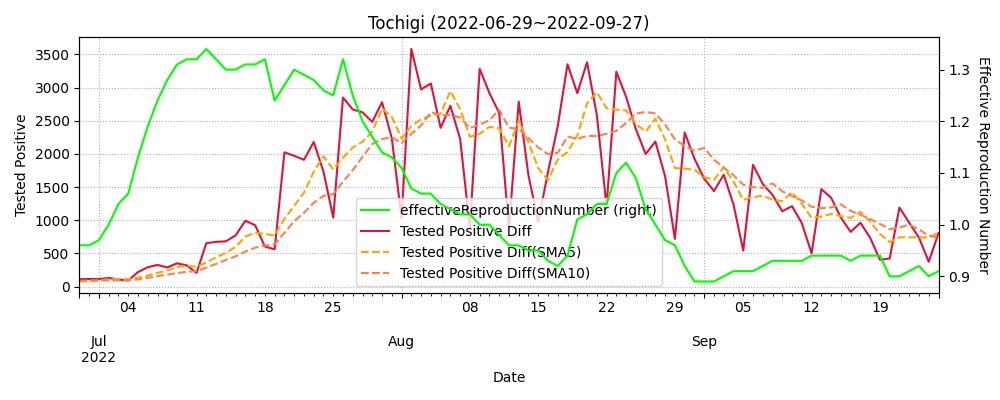 Tochigi (2022-06-29~2022-09-27)
Tested Positive
3500
3000
2500
2000
1500
1000
500
0
effectiveReproductionNumber (right)
Tested Positive Diff
Tested Positive Diff(SMA5)
Tested Positive Diff(SMA10)
1.3
1.2
1.1
1.0
0.9
Effective Reproduction Number
04 11 18 25 08 15 22 29 05 12 19
Jul Aug Sep
2022
Date